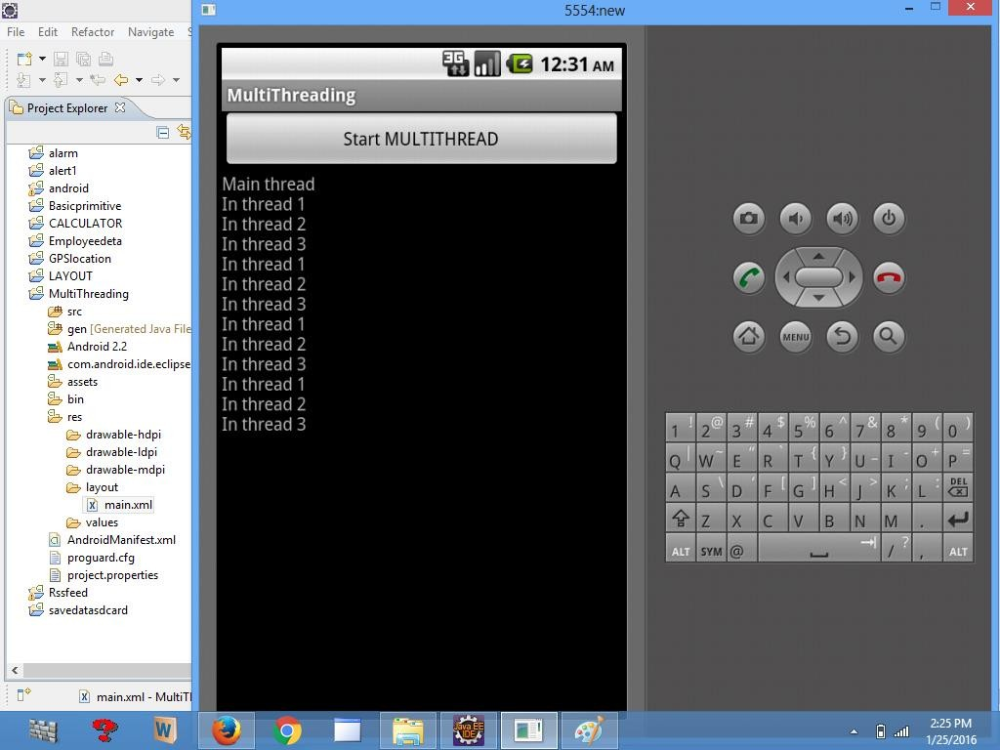 5554:new
File Edit Refactor Navigate S
Project Explorer
alarm
alert1
android
Basicprimitive
CALCULATOR
Employeedeta
GPSlocation
LAYOUT
MultiThreading
src
gen [Generated Java File
Android 2.2
com.android.ide.eclipse
assets
bin
res
drawable-hdpi
drawable-ldpi
drawable-mdpi
layout
main.xml
values
AndroidManifest.xml
proguard.cfg
project.properties
Rssfeed
savedatasdcard
main.xml - MultiT
3G 12:31 AM
MultiThreading
Start MULTITHREAD
Main thread
In thread 1
In thread 2
In thread 3
In thread 1
In thread 2
In thread 3
In thread 1
In thread 2
In thread 3
In thread 1
In thread 2
In thread 3
MENU
1 ! 2 @ 3 # 4 $ 5 % 6 ^ 7 & 8 * 9 ( 0 )
Q | W ~ E " R ` T { Y } U _ I - O + P =
A S \ D ' F [ G ] H < J > K ; L : DEL
Z X C V B N M .
ALT SYM @ / ? , ALT
W
Java EE
IDE
2:25 PM
1/25/2016